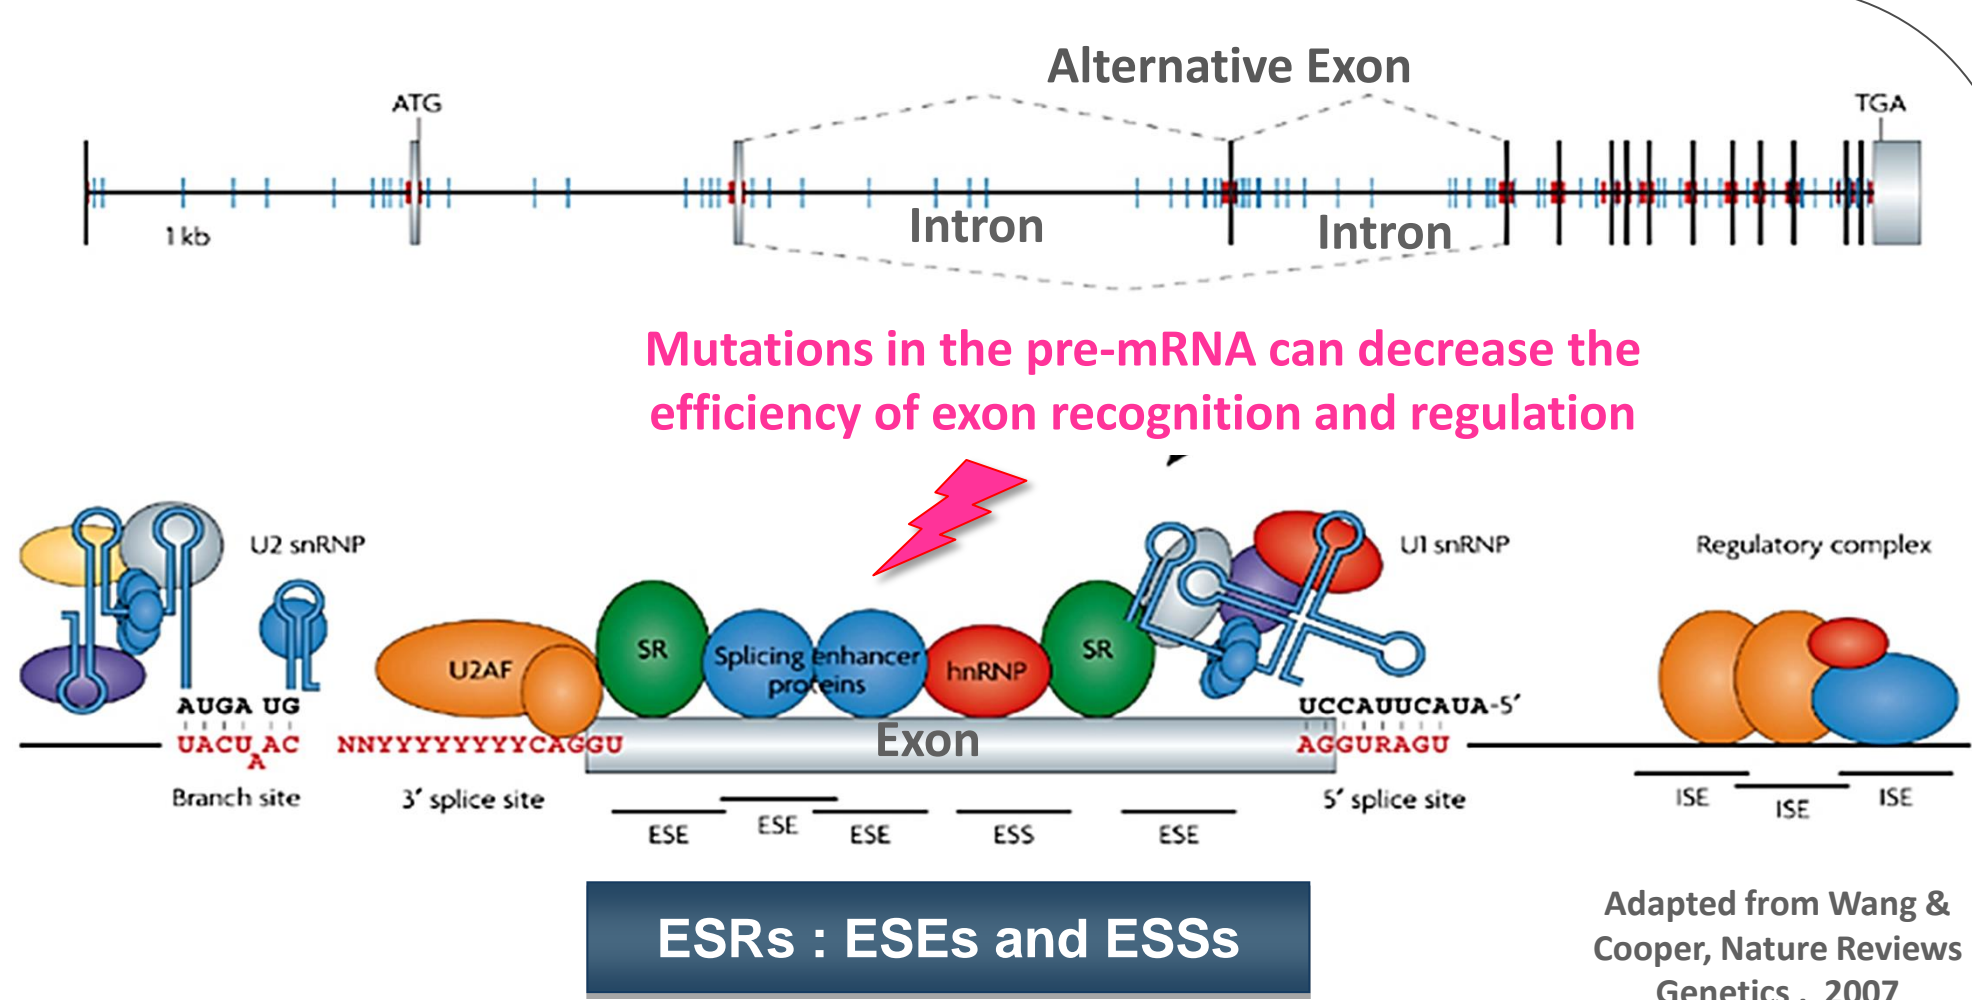 Alternative Exon
ATG
TGA
1 kb
Intron
Intron
Mutations in the pre-mRNA can decrease the
efficiency of exon recognition and regulation
U2 snRNP
U1 snRNP
Regulatory complex
U2AF
SR
Splicing enhancer
proteins
hnRNP
SR
AUGA UG
UACU AC
A
NNYYYYYYYYCAGGU
Exon
UCCAUUCAUA-5′
AGGURAGU
Branch site
3′ splice site
5′ splice site
ESE
ESE
ESE
ESS
ESE
ISE
ISE
ISE
ESRs : ESEs and ESSs
Adapted from Wang &
Cooper, Nature Reviews
Genetics , 2007